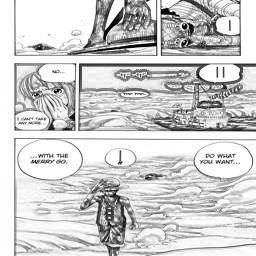 !
NO...
I CAN'T TAKE
ANY MORE...
!!
...WITH THE
MERRY GO.
!
DO WHAT
YOU WANT...